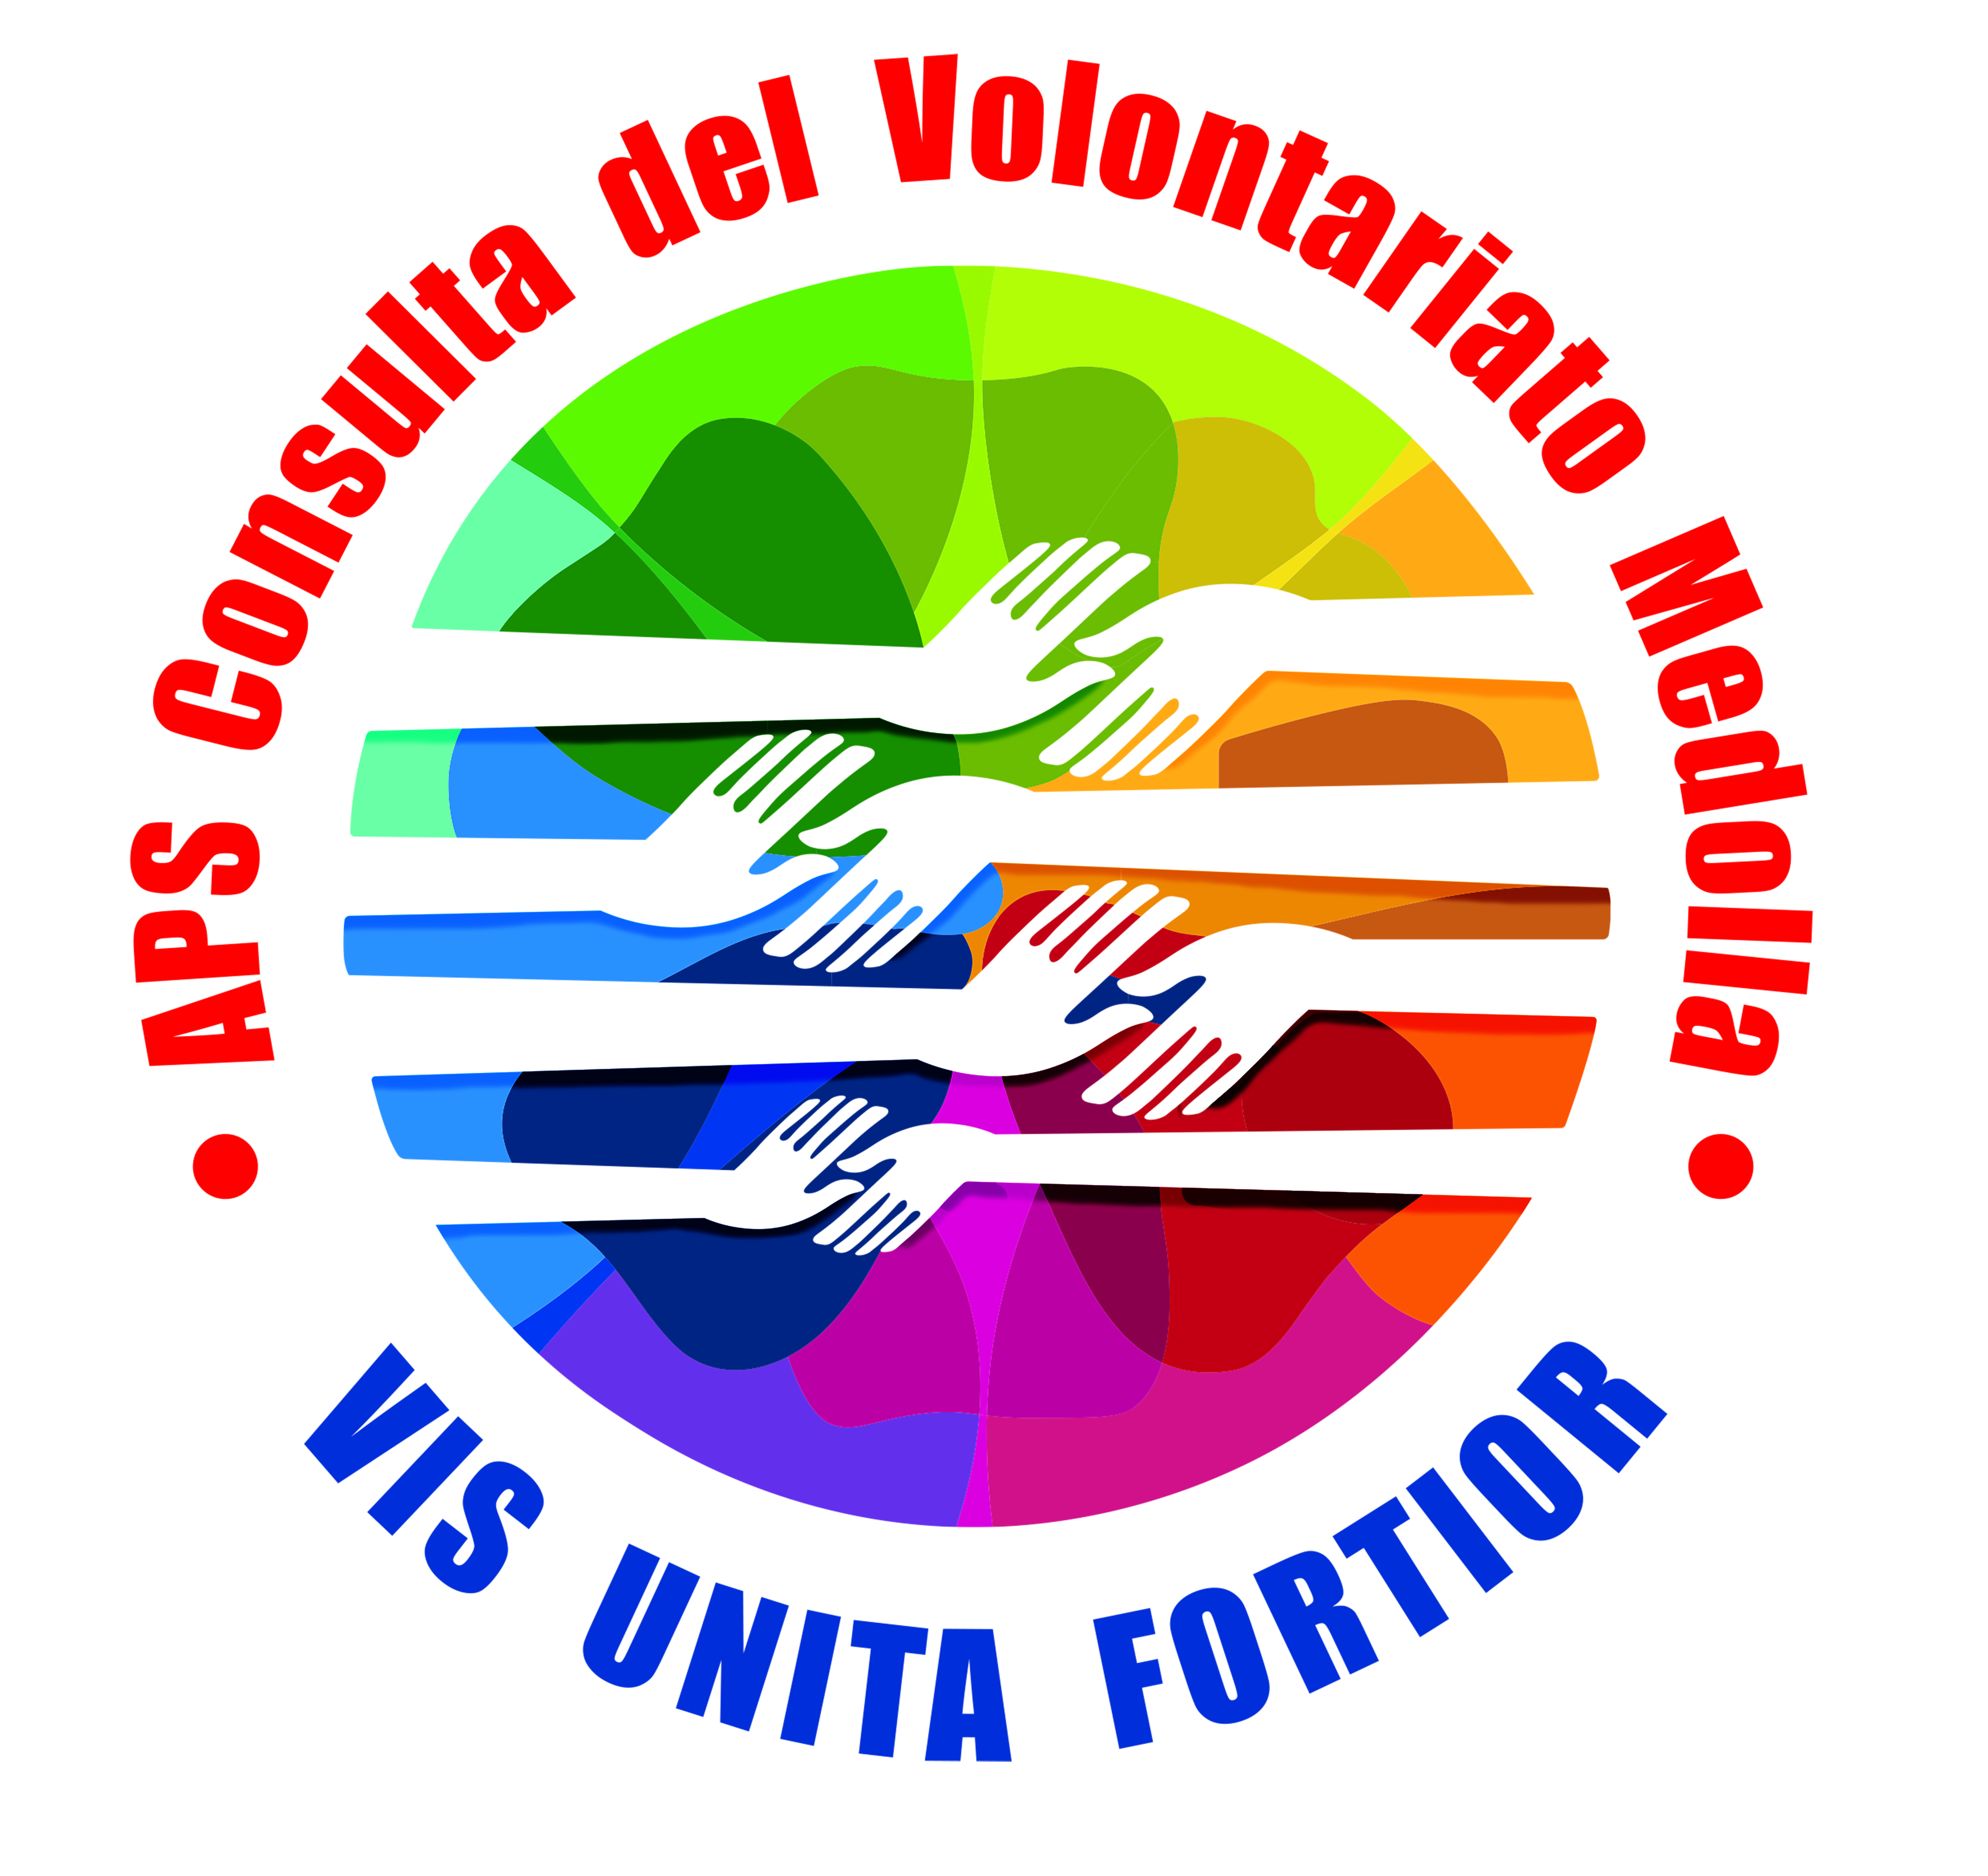 APS Consulta del Volontariato Medolla
VIS UNITA FORTIOR